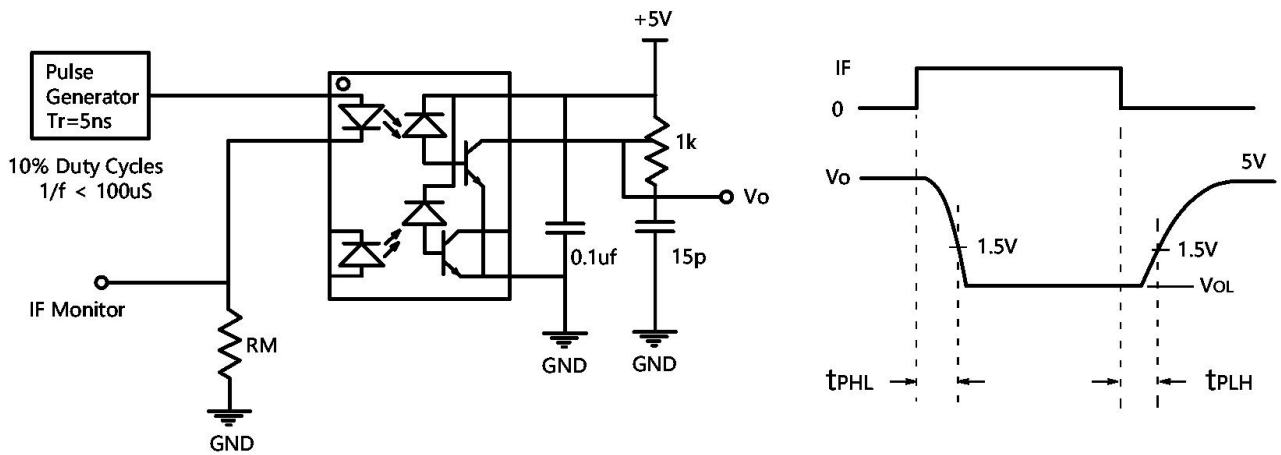 Pulse
Generator
Tr=5ns
10% Duty Cycles
1/f < 100uS
IF Monitor
RM
GND
+5V
1k
Vo
0.1uf
15p
GND
GND
IF
0
Vo
5V
1.5V
1.5V
VOL
tPHL
tPLH